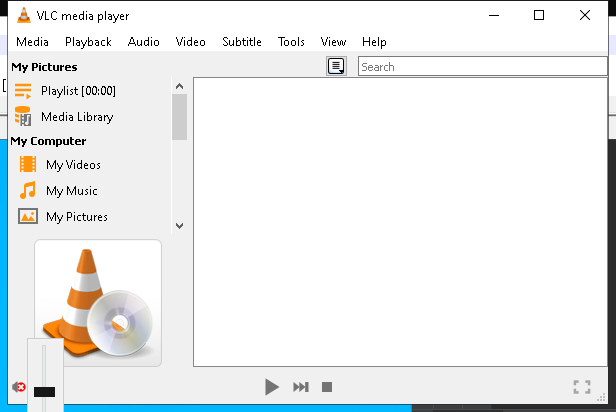 VLC media player
Media Playback Audio Video Subtitle Tools View Help
My Pictures
Search
Playlist [00:00]
Media Library
My Computer
My Videos
My Music
My Pictures